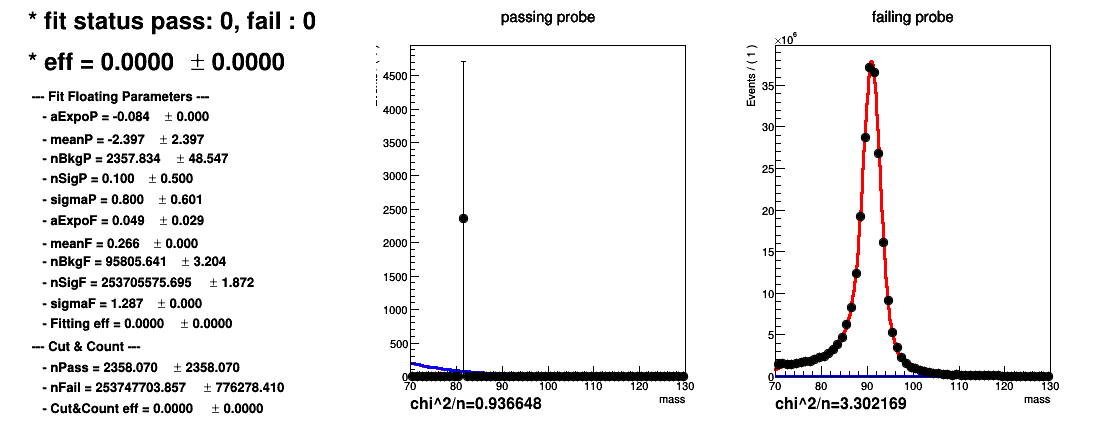 * fit status pass: 0, fail : 0
* eff = 0.0000 ± 0.0000
--- Fit Floating Parameters ---
- aExpoP = -0.084 ± 0.000
- meanP = -2.397 ± 2.397
- nBkgP = 2357.834 ± 48.547
- nSigP = 0.100 ± 0.500
- sigmaP = 0.800 ± 0.601
- aExpoF = 0.049 ± 0.029
- meanF = 0.266 ± 0.000
- nBkgF = 95805.641 ± 3.204
- nSigF = 253705575.695 ± 1.872
- sigmaF = 1.287 ± 0.000
- Fitting eff = 0.0000 ± 0.0000
--- Cut & Count ---
- nPass = 2358.070 ± 2358.070
- nFail = 253747703.857 ± 776278.410
- Cut&Count eff = 0.0000 ± 0.0000
passing probe
4500
4000
3500
3000
2500
2000
1500
1000
500
0
70 80 90 100 110 120 130
mass
chi^2/n=0.936648
failing probe
×10^6
Events / ( 1 )
35
30
25
20
15
10
5
0
70 80 90 100 110 120 130
mass
chi^2/n=3.302169